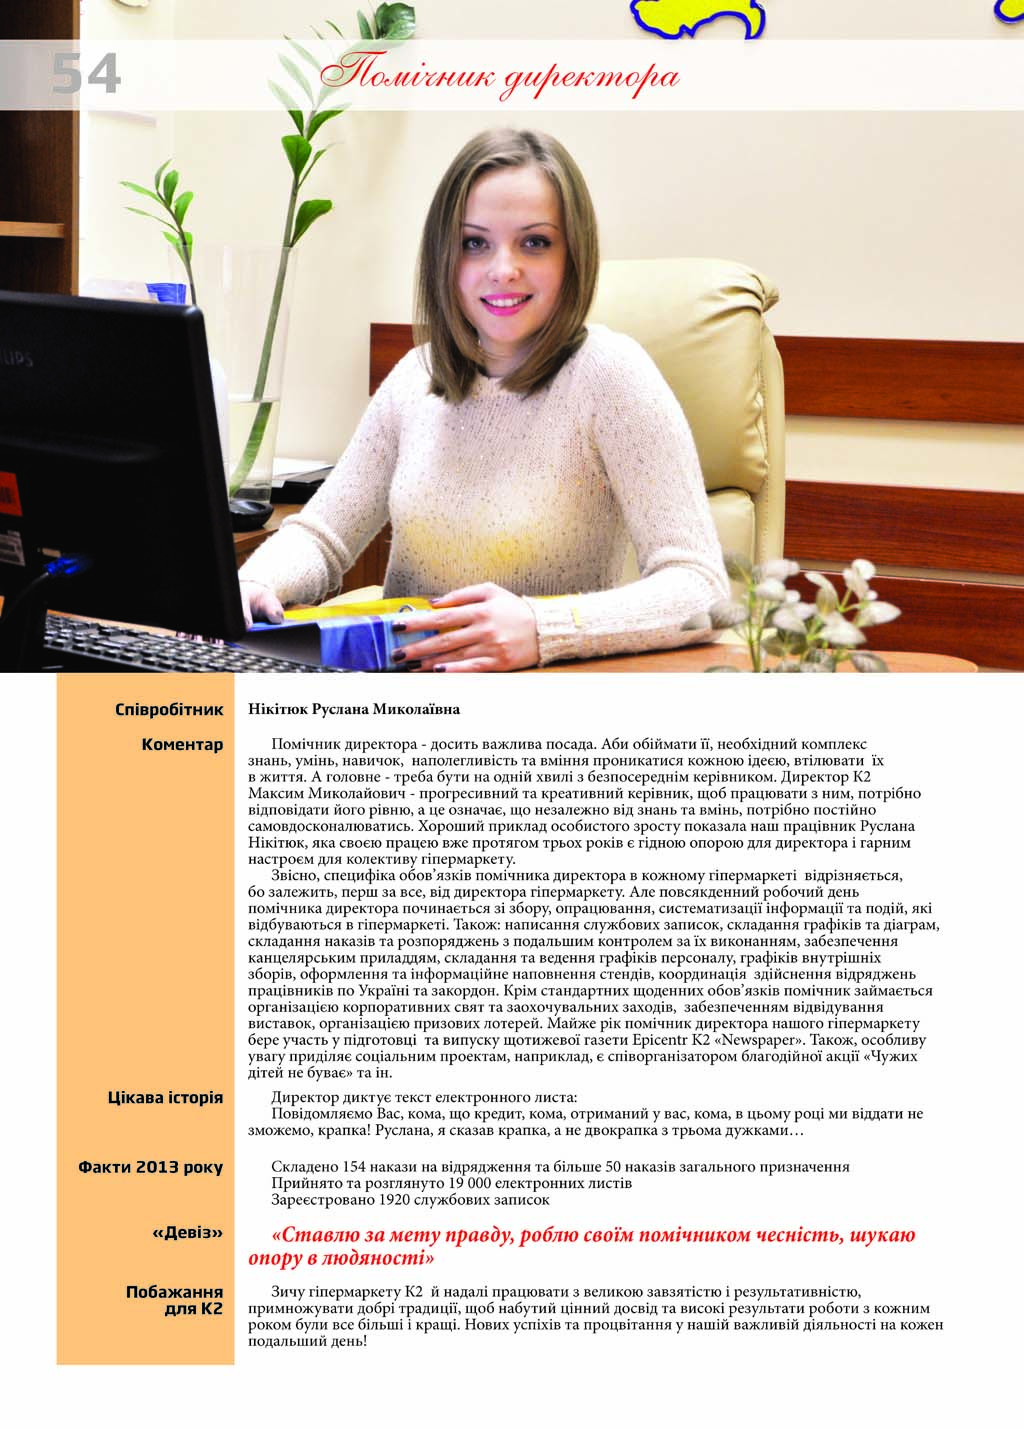 54
Помічник директора
Співробітник
Нікітюк Руслана Миколаївна
Коментар
Помічник директора - досить важлива посада. Аби обіймати її, необхідний комплекс
знань, умінь, навичок, наполегливість та вміння проникатися кожною ідеєю, втілювати їх
в життя. А головне - треба бути на одній хвилі з безпосереднім керівником. Директор К2
Максим Миколайович - прогресивний та креативний керівник, щоб працювати з ним, потрібно
відповідати його рівню, а це означає, що незалежно від знань та вмінь, потрібно постійно
самовдосконалюватись. Хороший приклад особистого зросту показала наш працівник Руслана
Нікітюк, яка своєю працею вже протягом трьох років є гідною опорою для директора і гарним
настроєм для колективу гіпермаркету.
Звісно, специфіка обов’язків помічника директора в кожному гіпермаркеті відрізняється,
бо залежить, перш за все, від директора гіпермаркету. Але повсякденний робочий день
помічника директора починається зі збору, опрацювання, систематизації інформації та подій, які
відбуваються в гіпермаркеті. Також: написання службових записок, складання графіків та діаграм,
складання наказів та розпоряджень з подальшим контролем за їх виконанням, забезпечення
канцелярським приладдям, складання та ведення графіків персоналу, графіків внутрішніх
зборів, оформлення та інформаційне наповнення стендів, координація здійснення відряджень
працівників по Україні та закордон. Крім стандартних щоденних обов’язків помічник займається
організацією корпоративних свят та заохочувальних заходів, забезпеченням відвідування
виставок, організацією призових лотерей. Майже рік помічник директора нашого гіпермаркету
бере участь у підготовці та випуску щотижевої газети Epicentr K2 «Newspaper». Також, особливу
увагу приділяє соціальним проектам, наприклад, є співорганізатором благодійної акції «Чужих
дітей не буває» та ін.
Цікава історія
Директор диктує текст електронного листа:
Повідомляємо Вас, кома, що кредит, кома, отриманий у вас, кома, в цьому році ми віддати не
зможемо, крапка! Руслана, я сказав крапка, а не двокрапка з трьома дужками…
Факти 2013 року
Складено 154 накази на відрядження та більше 50 наказів загального призначення
Прийнято та розглянуто 19 000 електронних листів
Зареєстровано 1920 службових записок
«Девіз»
«Ставлю за мету правду, роблю своїм помічником чесність, шукаю
опору в людяності»
Побажання
для К2
Зичу гіпермаркету К2 й надалі працювати з великою завзятістю і результативністю,
примножувати добрі традиції, щоб набутий цінний досвід та високі результати роботи з кожним
роком були все більші і кращі. Нових успіхів та процвітання у нашій важливій діяльності на кожен
подальший день!